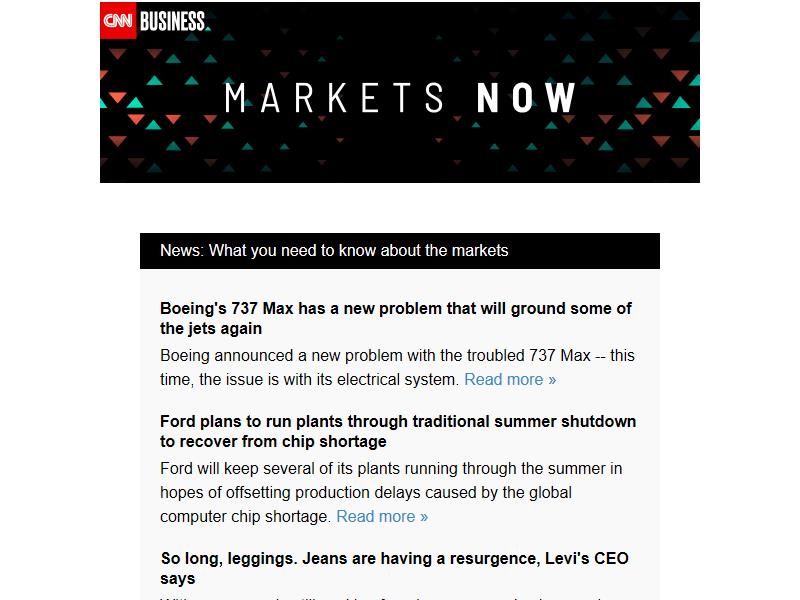 CNN BUSINESS
MARKETS NOW
News: What you need to know about the markets
Boeing's 737 Max has a new problem that will ground some of
the jets again
Boeing announced a new problem with the troubled 737 Max -- this
time, the issue is with its electrical system. Read more »
Ford plans to run plants through traditional summer shutdown
to recover from chip shortage
Ford will keep several of its plants running through the summer in
hopes of offsetting production delays caused by the global
computer chip shortage. Read more »
So long, leggings. Jeans are having a resurgence, Levi's CEO
says